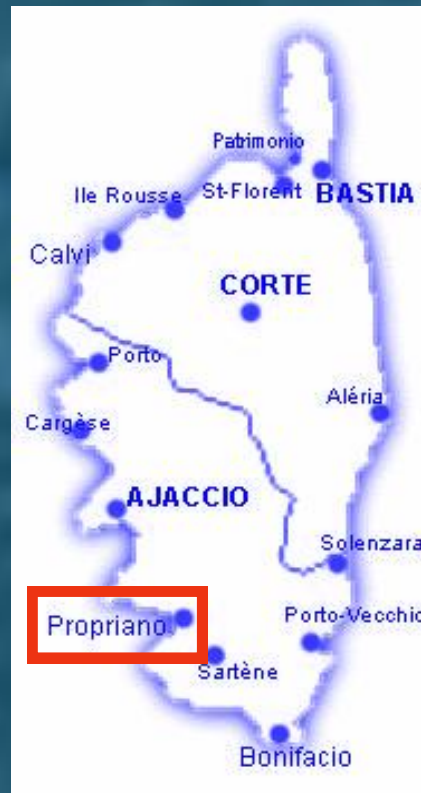 Patrimonio
Ile Rousse St-Florent BASTIA
Calvi
CORTE
Porto
Aléria
Cargèse
AJACCIO
Solenzara
Propriano Porto-Vecchio
Sartène
Bonifacio